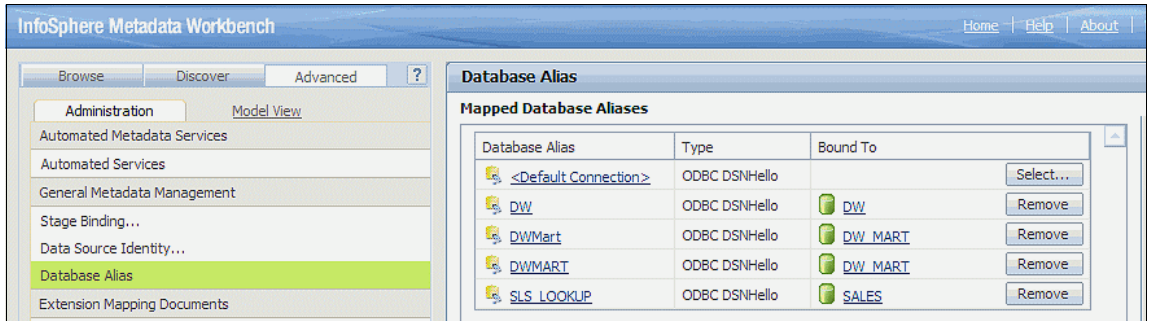 InfoSphere Metadata Workbench
Home Help About
Browse Discover Advanced ?
Administration Model View
Automated Metadata Services
Automated Services
General Metadata Management
Stage Binding...
Data Source Identity...
Database Alias
Extension Mapping Documents
Database Alias
Mapped Database Aliases
Database Alias Type Bound To
<Default Connection> ODBC DSNHello Select...
DW ODBC DSNHello DW Remove
DWMart ODBC DSNHello DW_MART Remove
DWMART ODBC DSNHello DW_MART Remove
SLS_LOOKUP ODBC DSNHello SALES Remove